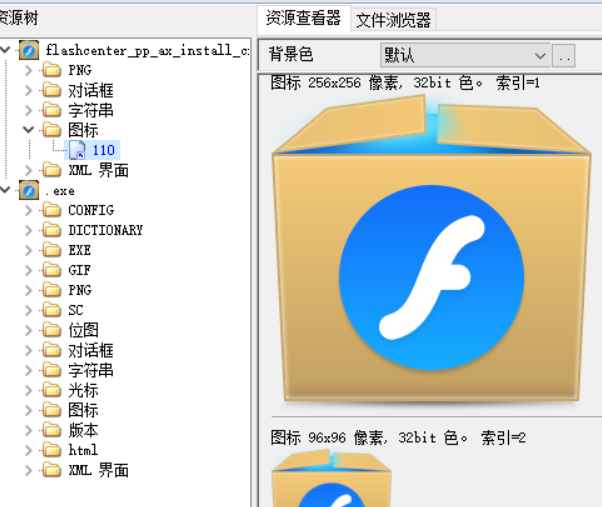 资源树
flashcenter_pp_ax_install_c
PNG
对话框
字符串
图标
110
XML 界面
.exe
CONFIG
DICTIONARY
EXE
GIF
PNG
SC
位图
对话框
字符串
光标
图标
版本
html
XML 界面
资源查看器 文件浏览器
背景色 默认 ..
图标 256x256 像素, 32bit 色。 索引=1
图标 96x96 像素, 32bit 色。 索引=2